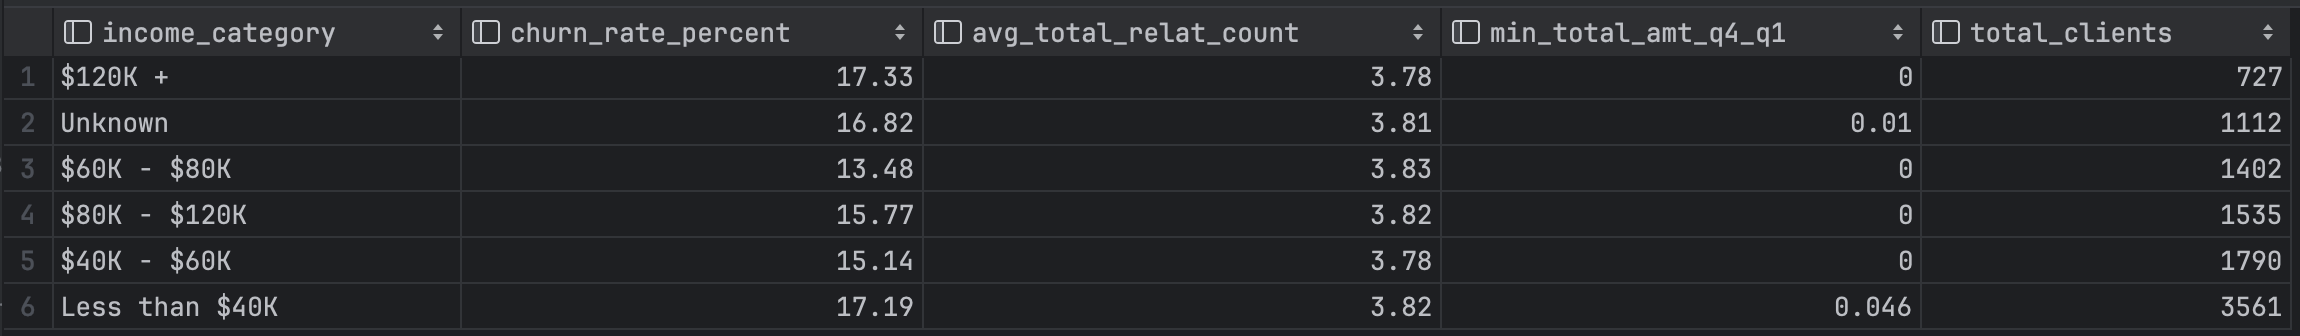 income_category churn_rate_percent avg_total_relat_count min_total_amt_q4_q1 total_clients
1 $120K + 17.33 3.78 0 727
2 Unknown 16.82 3.81 0.01 1112
3 $60K - $80K 13.48 3.83 0 1402
4 $80K - $120K 15.77 3.82 0 1535
5 $40K - $60K 15.14 3.78 0 1790
6 Less than $40K 17.19 3.82 0.046 3561